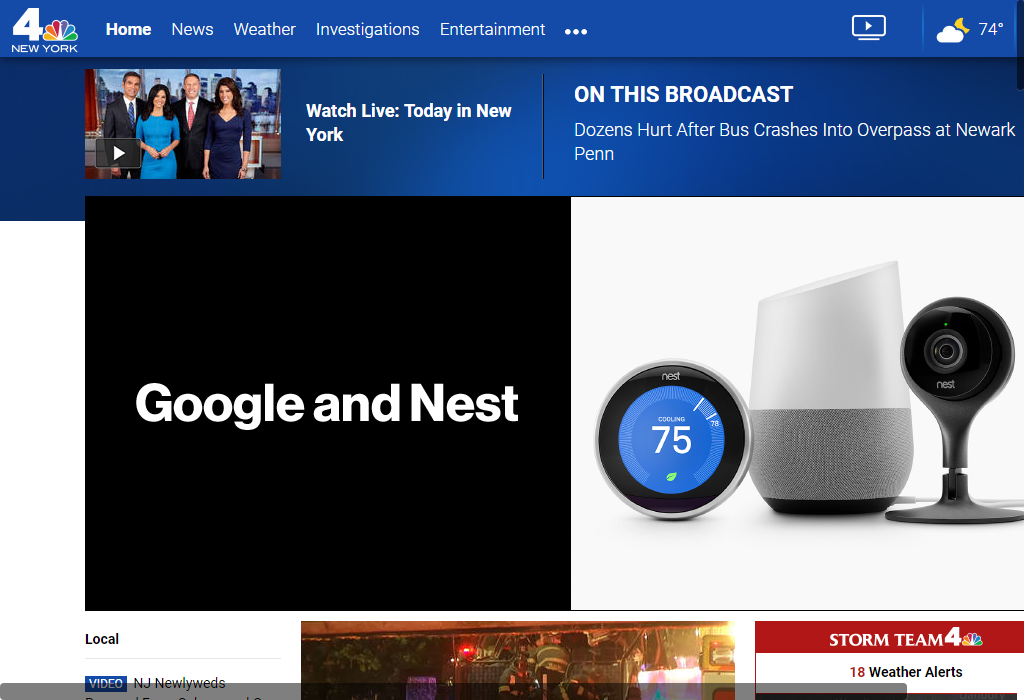 4
NEW YORK
Home
News
Weather
Investigations
Entertainment
74°
Watch Live: Today in New
York
ON THIS BROADCAST
Dozens Hurt After Bus Crashes Into Overpass at Newark
Penn
Google and Nest
nest
COOLING
75
78
nest
Local
VIDEO NJ Newlyweds
STORM TEAM 4
18 Weather Alerts